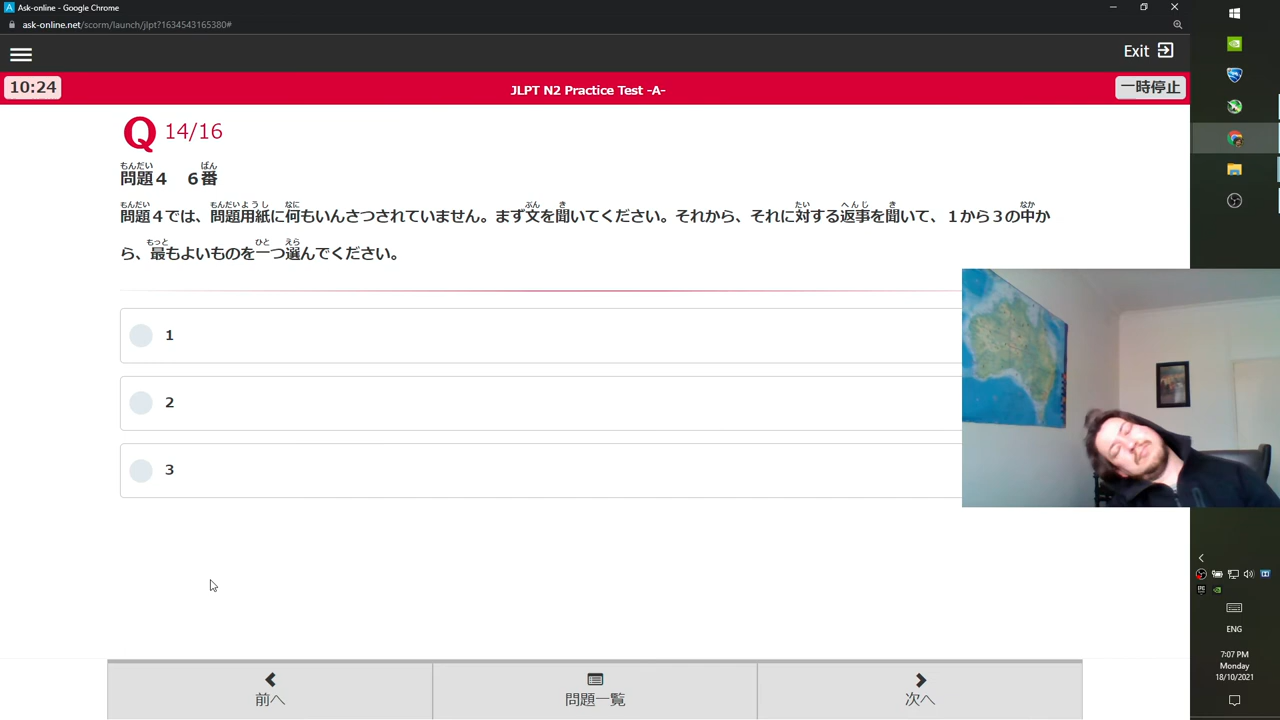 Ask-online - Google Chrome
ask-online.net/scorm/launch/jlpt?1634543165380#
Exit
10:24
JLPT N2 Practice Test -A-
一時停止
Q 14/16
もんだい ばん
問題４ ６番
もんだい もんだいようし なに ぶん き たい へんじ き なか
問題４では、問題用紙に何もいんさつされていません。まず文を聞いてください。それから、それに対する返事を聞いて、１から３の中か
もっと ひと えら
ら、最もよいものを一つ選んでください。
1
2
3
前へ
問題一覧
次へ
ENG
7:07 PM
Monday
18/10/2021